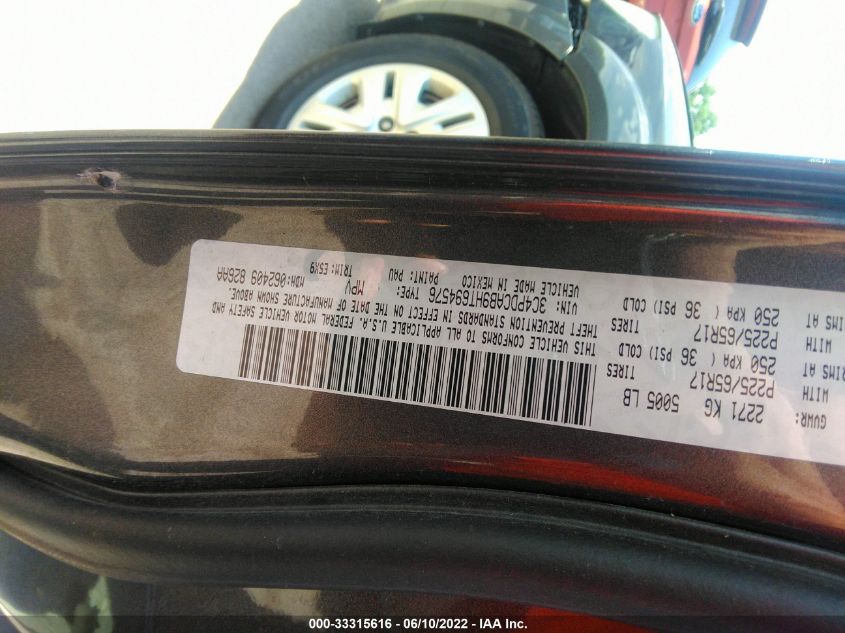 GVWR:
2271 KG
5005 LB
WITH
P225/65R17
TIRES
RIMS AT
250 KPA ( 36 PSI) COLD
WITH
P225/65R17
TIRES
RIMS AT
250 KPA ( 36 PSI) COLD
THIS VEHICLE CONFORMS TO ALL APPLICABLE U.S.A. FEDERAL MOTOR VEHICLE SAFETY AND
THEFT PREVENTION STANDARDS IN EFFECT ON THE DATE OF MANUFACTURE SHOWN ABOVE.
VIN: 3C4PDCAB9HT694576 TYPE: MPV MDH:062409 826AA
VEHICLE MADE IN MEXICO PAINT: PAU TRIM: E5X9
000-33315616 - 06/10/2022 - IAA Inc.